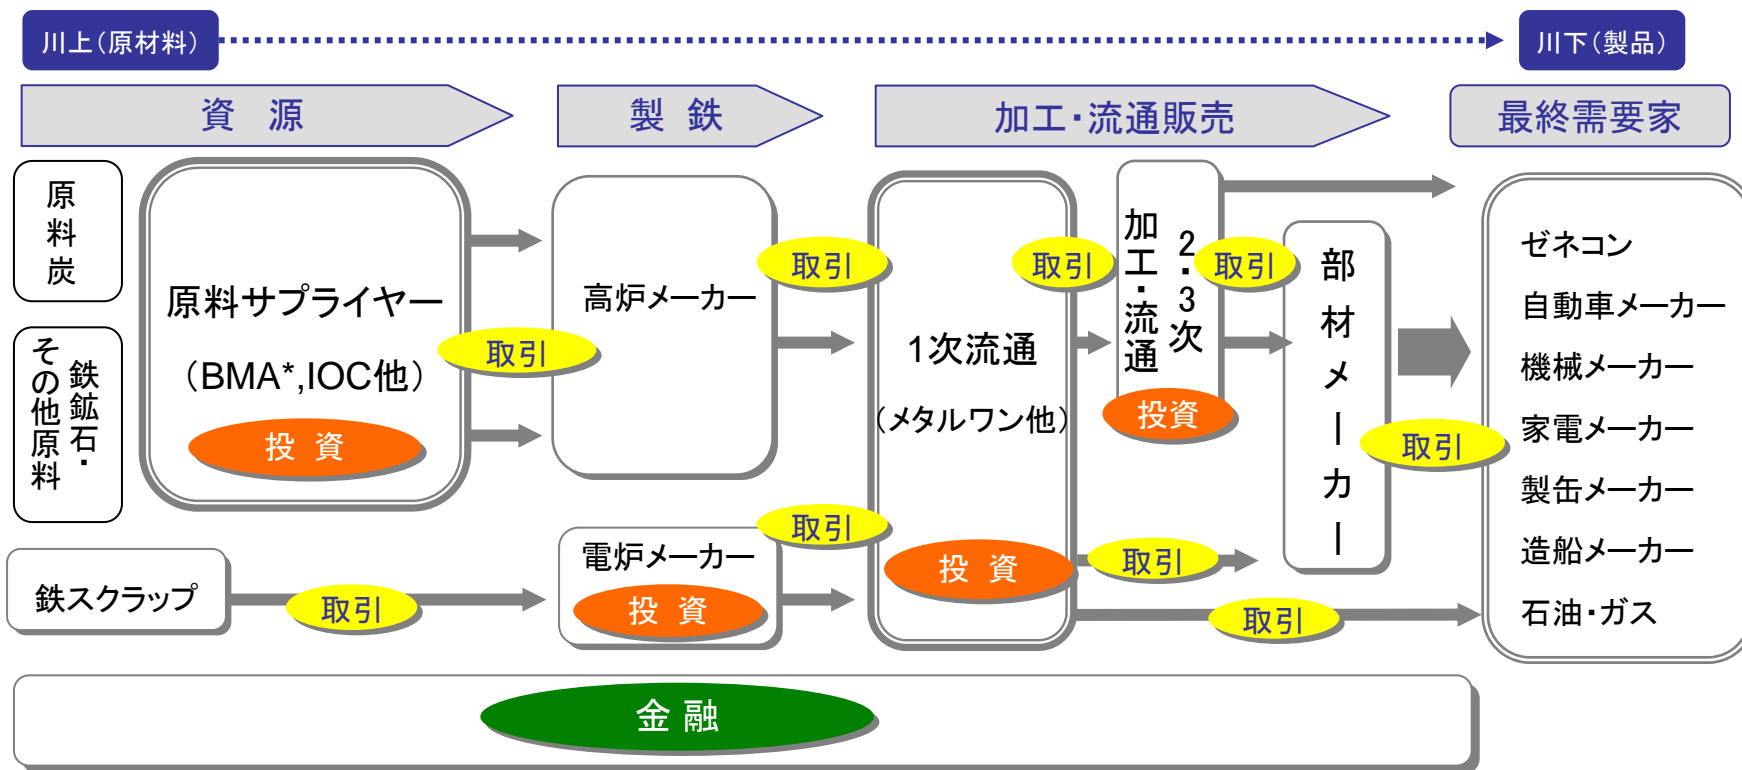 川上(原材料)
川下(製品)
資 源
製 鉄
加工・流通販売
最終需要家
原料炭
鉄鉱石・
その他原料
原料サプライヤー
(BMA*,IOC他)
投 資
取引
高炉メーカー
取引
1次流通
(メタルワン他)
投 資
取引
2・3次
加工・流通
投資
取引
部材メーカー
取引
ゼネコン
自動車メーカー
機械メーカー
家電メーカー
製缶メーカー
造船メーカー
石油・ガス
鉄スクラップ
取引
電炉メーカー
投 資
取引
取引
取引
金 融